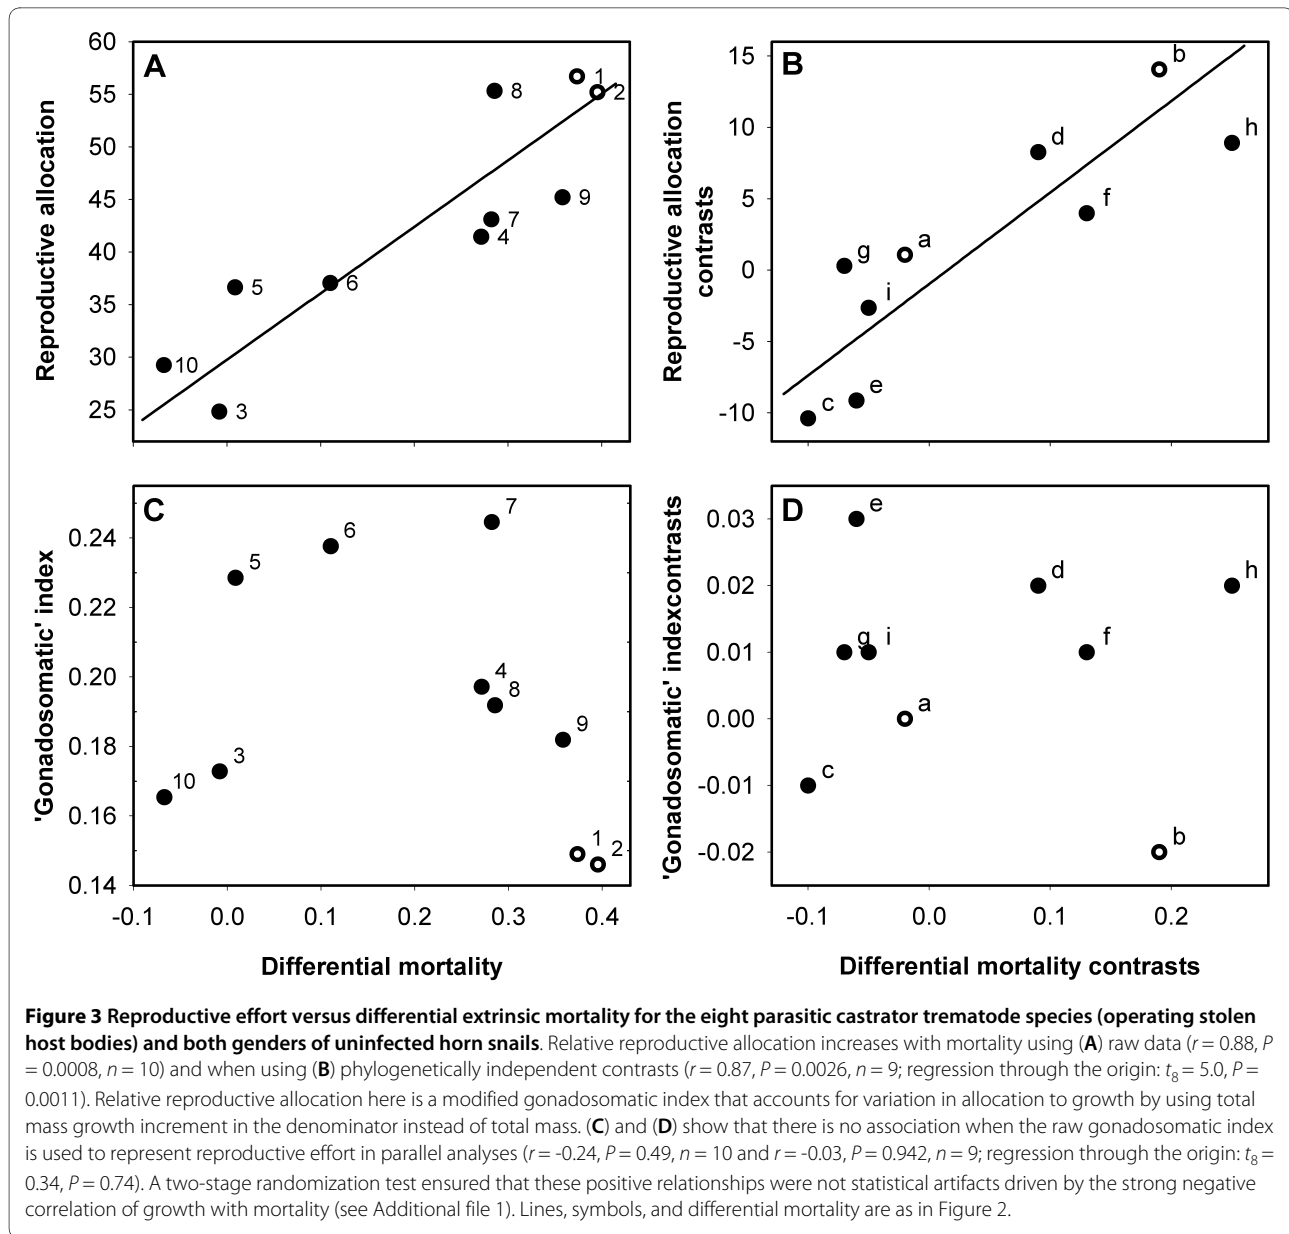 A
60
55
50
45
40
35
30
25
Reproductive allocation
1
2
8
9
7
4
6
5
10
3
B
15
10
5
0
-5
-10
Reproductive allocation
contrasts
b
h
d
f
a
g
i
e
c
C
0.24
0.22
0.20
0.18
0.16
0.14
'Gonadosomatic' index
7
6
5
4
8
9
3
10
1
2
-0.1 0.0 0.1 0.2 0.3 0.4
Differential mortality
D
0.03
0.02
0.01
0.00
-0.01
-0.02
'Gonadosomatic' indexcontrasts
e
d
h
g i
f
a
c
b
-0.1 0.0 0.1 0.2
Differential mortality contrasts
Figure 3 Reproductive effort versus differential extrinsic mortality for the eight parasitic castrator trematode species (operating stolen
host bodies) and both genders of uninfected horn snails. Relative reproductive allocation increases with mortality using (A) raw data (r = 0.88, P
= 0.0008, n = 10) and when using (B) phylogenetically independent contrasts (r = 0.87, P = 0.0026, n = 9; regression through the origin: t8 = 5.0, P =
0.0011). Relative reproductive allocation here is a modified gonadosomatic index that accounts for variation in allocation to growth by using total
mass growth increment in the denominator instead of total mass. (C) and (D) show that there is no association when the raw gonadosomatic index
is used to represent reproductive effort in parallel analyses (r = -0.24, P = 0.49, n = 10 and r = -0.03, P = 0.942, n = 9; regression through the origin: t8 =
0.34, P = 0.74). A two-stage randomization test ensured that these positive relationships were not statistical artifacts driven by the strong negative
correlation of growth with mortality (see Additional file 1). Lines, symbols, and differential mortality are as in Figure 2.